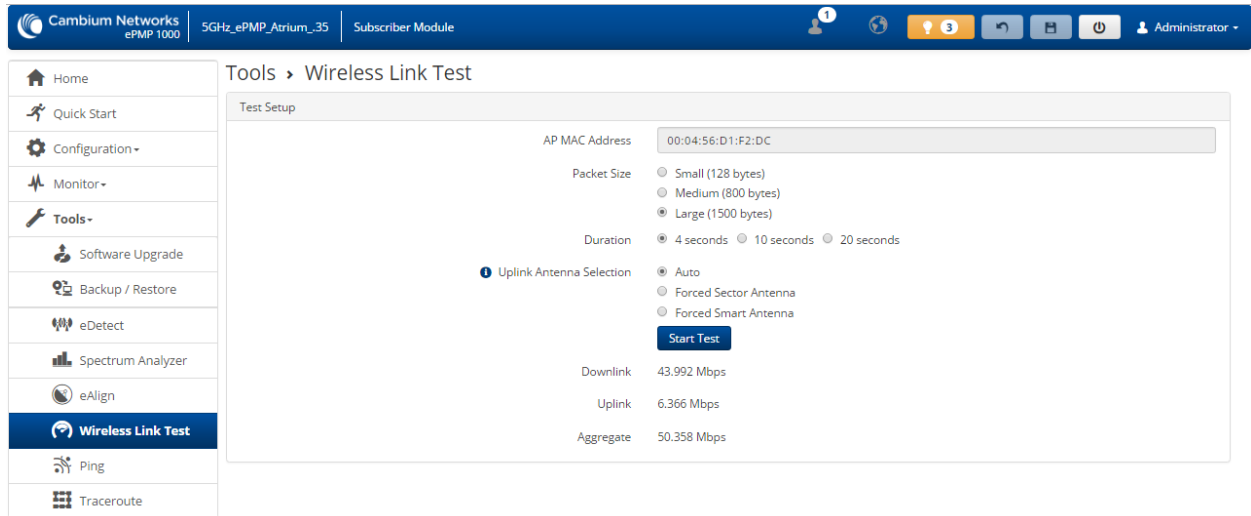 Cambium Networks
ePMP 1000
5GHz_ePMP_Atrium_.35
Subscriber Module
1
3
Administrator
Home
Quick Start
Configuration
Monitor
Tools
Software Upgrade
Backup / Restore
eDetect
Spectrum Analyzer
eAlign
Wireless Link Test
Ping
Traceroute
Tools › Wireless Link Test
Test Setup
AP MAC Address 00:04:56:D1:F2:DC
Packet Size Small (128 bytes)
Medium (800 bytes)
Large (1500 bytes)
Duration 4 seconds 10 seconds 20 seconds
Uplink Antenna Selection Auto
Forced Sector Antenna
Forced Smart Antenna
Start Test
Downlink 43.992 Mbps
Uplink 6.366 Mbps
Aggregate 50.358 Mbps